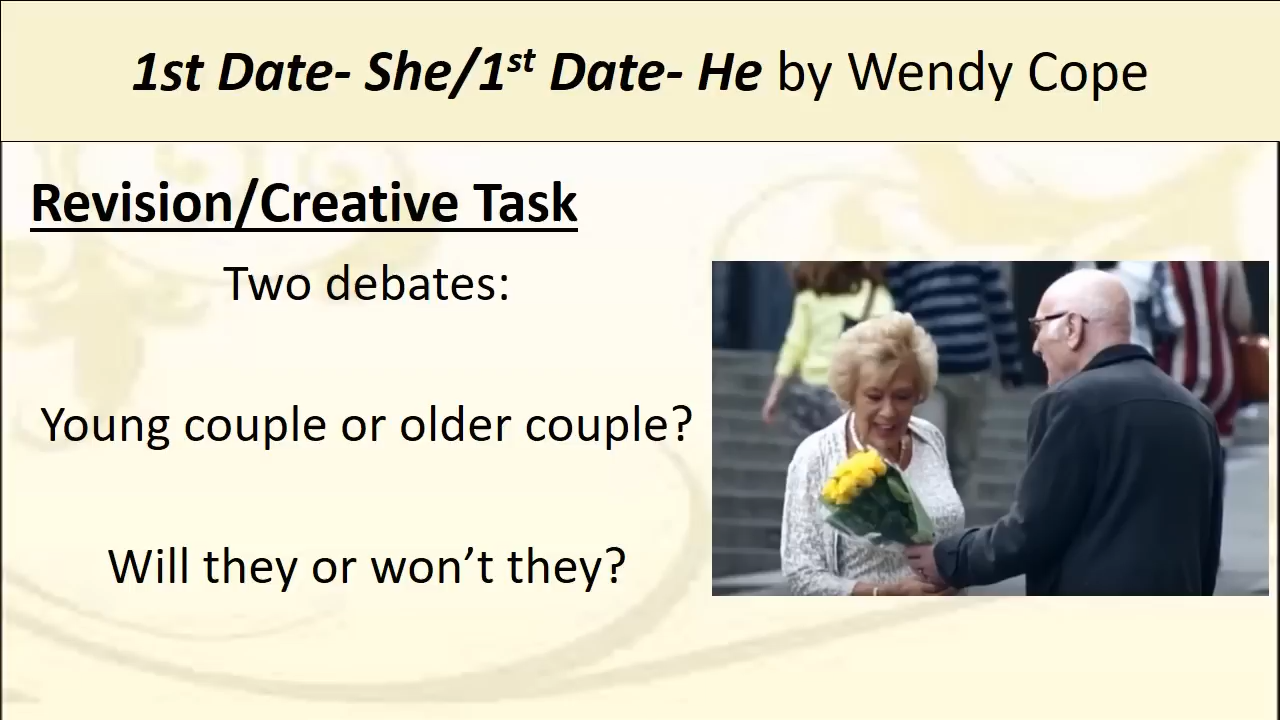 1st Date- She/1st Date- He by Wendy Cope
Revision/Creative Task
Two debates:
Young couple or older couple?
Will they or won’t they?